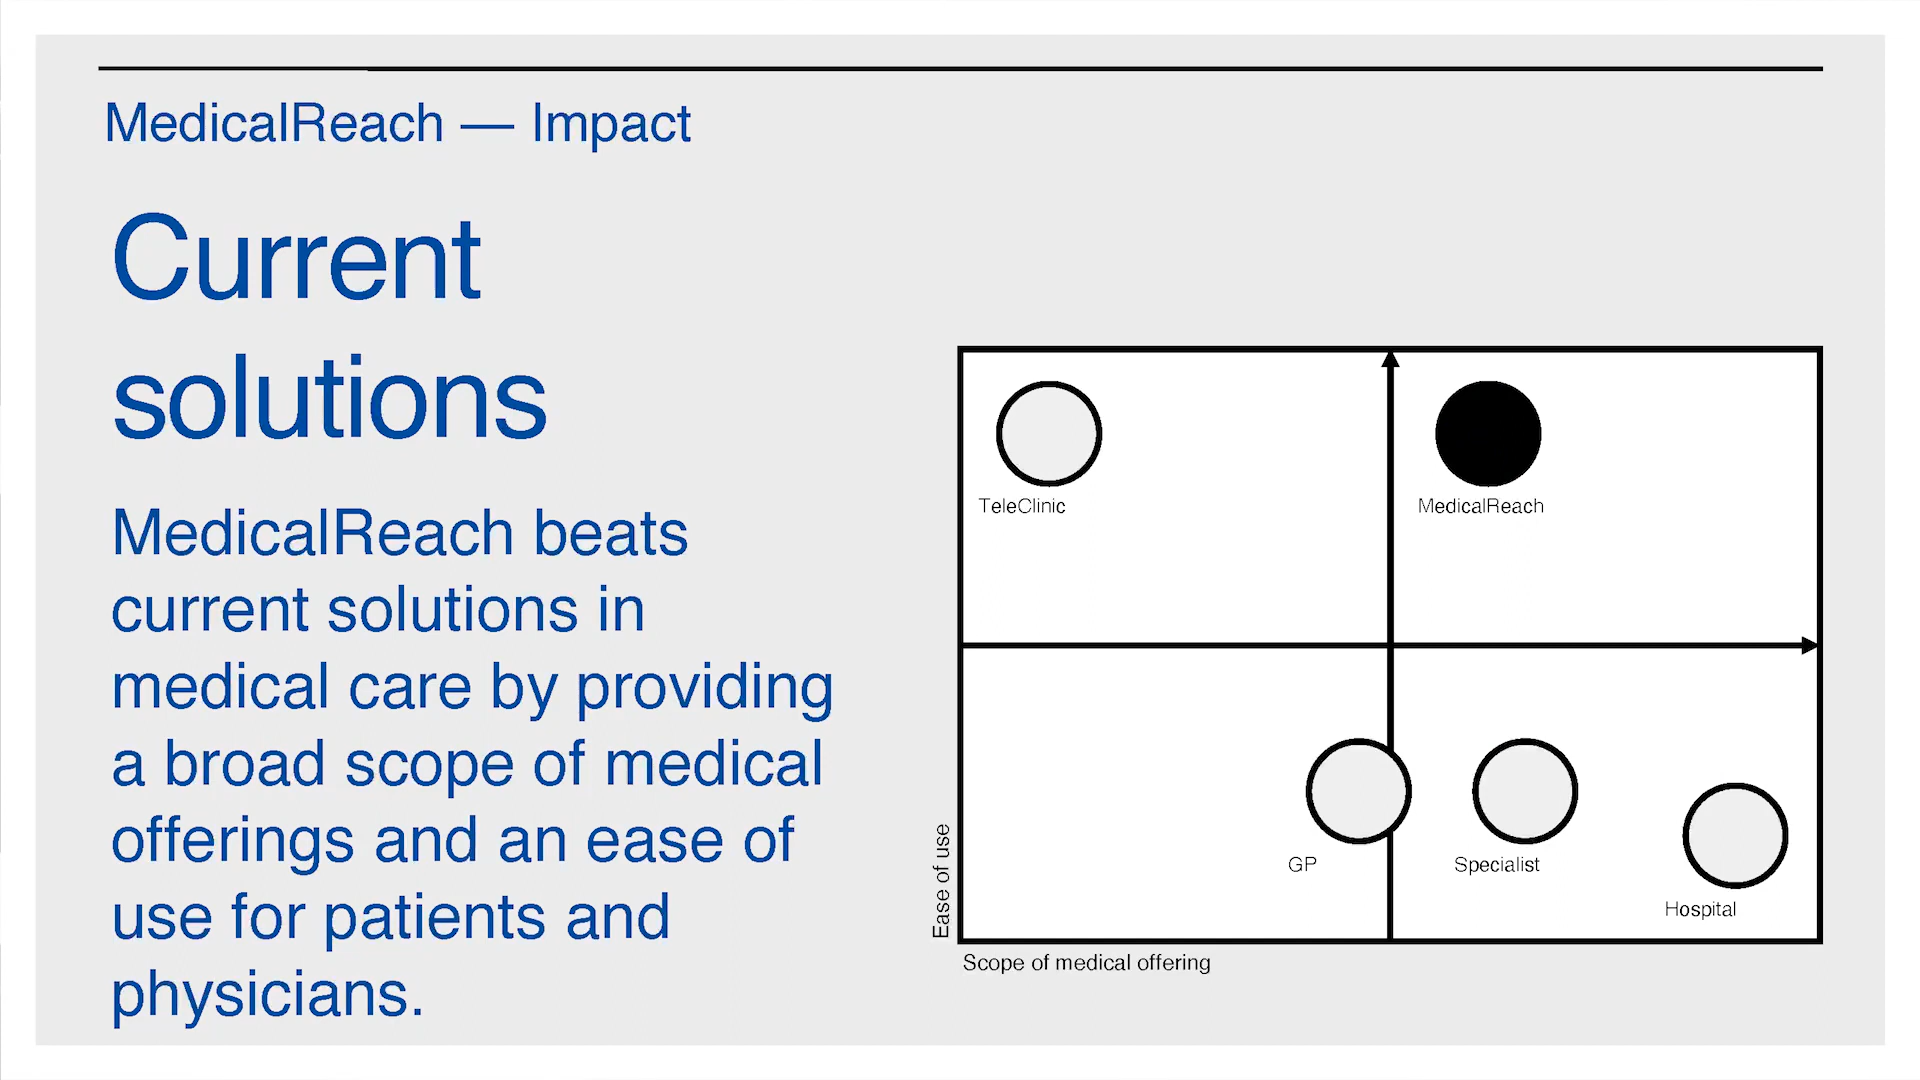 MedicalReach — Impact
Current
solutions
MedicalReach beats
current solutions in
medical care by providing
a broad scope of medical
offerings and an ease of
use for patients and
physicians.
TeleClinic
MedicalReach
GP
Specialist
Hospital
Ease of use
Scope of medical offering